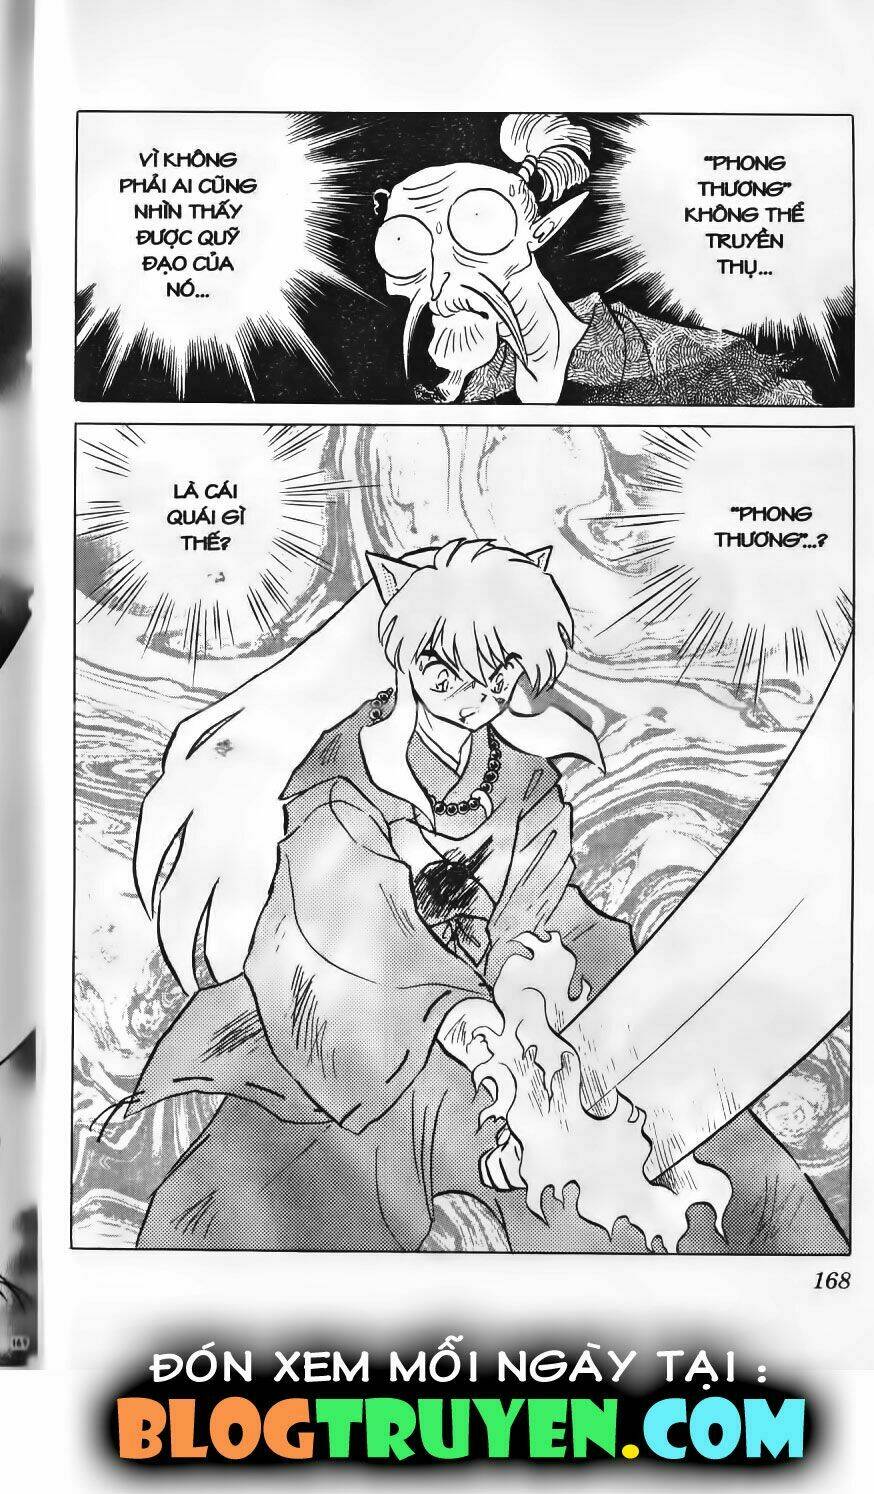 “PHONG
THƯƠNG”
KHÔNG THỂ
TRUYỀN
THỤ...
VÌ KHÔNG
PHẢI AI CŨNG
NHÌN THẤY
ĐƯỢC QUỸ
ĐẠO CỦA
NÓ...
“PHONG
THƯƠNG”...?
LÀ CÁI
QUÁI GÌ
THẾ?
168
169
ĐÓN XEM MỖI NGÀY TẠI :
BLOGTRUYEN.COM